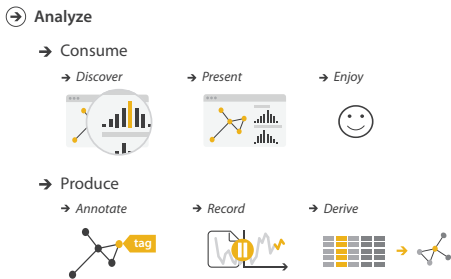 Analyze
Consume
Discover
Present
Enjoy
Produce
Annotate
Record
Derive
tag